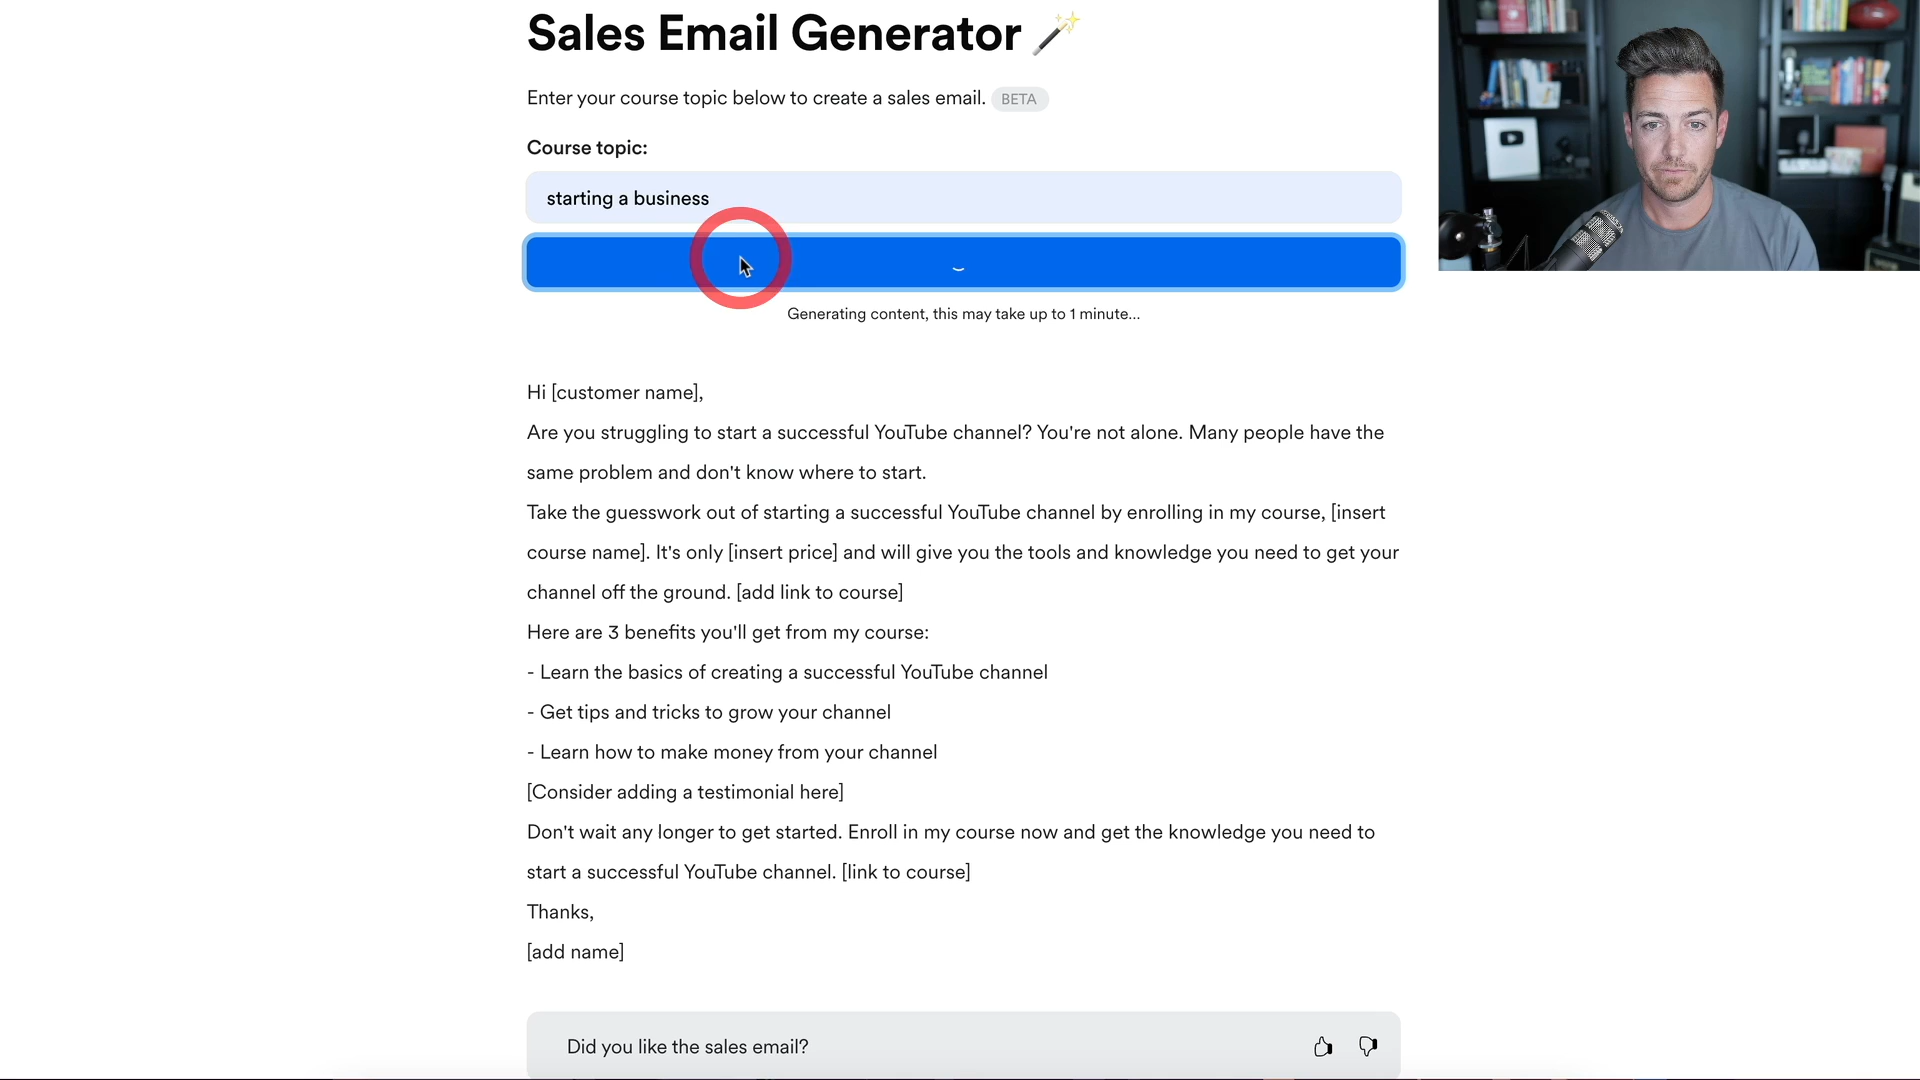 Sales Email Generator
Enter your course topic below to create a sales email. BETA
Course topic:
starting a business
Generating content, this may take up to 1 minute...
Hi [customer name],
Are you struggling to start a successful YouTube channel? You're not alone. Many people have the
same problem and don't know where to start.
Take the guesswork out of starting a successful YouTube channel by enrolling in my course, [insert
course name]. It's only [insert price] and will give you the tools and knowledge you need to get your
channel off the ground. [add link to course]
Here are 3 benefits you'll get from my course:
- Learn the basics of creating a successful YouTube channel
- Get tips and tricks to grow your channel
- Learn how to make money from your channel
[Consider adding a testimonial here]
Don't wait any longer to get started. Enroll in my course now and get the knowledge you need to
start a successful YouTube channel. [link to course]
Thanks,
[add name]
Did you like the sales email?